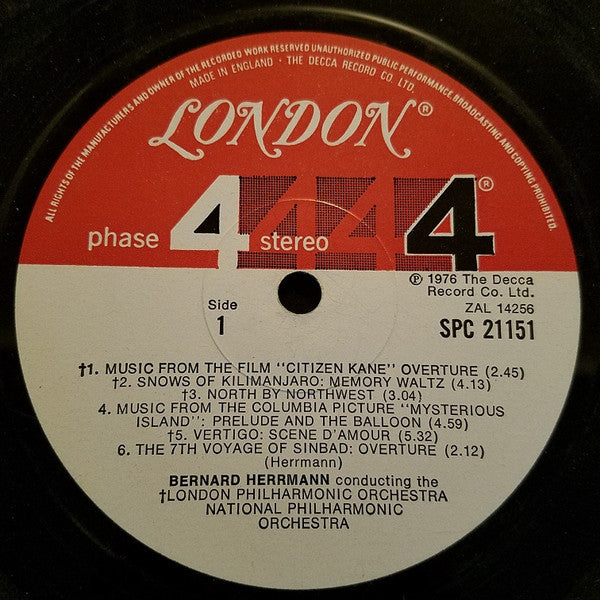 ALL RIGHTS OF THE MANUFACTURERS AND OWNER OF THE RECORDED WORK RESERVED UNAUTHORIZED PUBLIC PERFORMANCE, BROADCASTING AND COPYING PROHIBITED.
MADE IN ENGLAND · THE DECCA RECORD CO LTD.
LONDON®
phase 4 stereo 4 4 4®
℗ 1976 The Decca
Record Co. Ltd.
ZAL 14256
Side
1
SPC 21151
†1. MUSIC FROM THE FILM "CITIZEN KANE" OVERTURE (2.45)
†2. SNOWS OF KILIMANJARO: MEMORY WALTZ (4.13)
†3. NORTH BY NORTHWEST (3.04)
4. MUSIC FROM THE COLUMBIA PICTURE "MYSTERIOUS
ISLAND": PRELUDE AND THE BALLOON (4.59)
†5. VERTIGO: SCENE D'AMOUR (5.32)
6. THE 7TH VOYAGE OF SINBAD: OVERTURE (2.12)
(Herrmann)
BERNARD HERRMANN conducting the
†LONDON PHILHARMONIC ORCHESTRA
NATIONAL PHILHARMONIC
ORCHESTRA